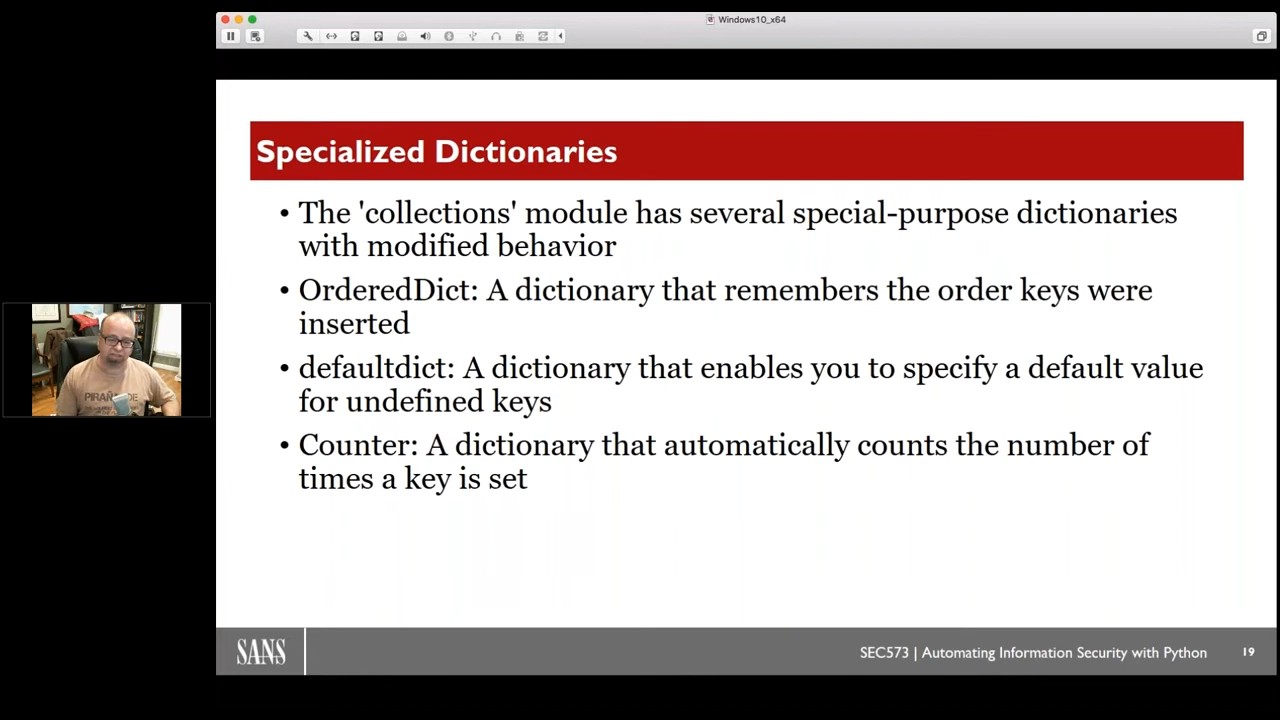 Windows10_x64
Specialized Dictionaries
• The 'collections' module has several special-purpose dictionaries
with modified behavior
• OrderedDict: A dictionary that remembers the order keys were
inserted
• defaultdict: A dictionary that enables you to specify a default value
for undefined keys
• Counter: A dictionary that automatically counts the number of
times a key is set
SANS
SEC573 | Automating Information Security with Python 19